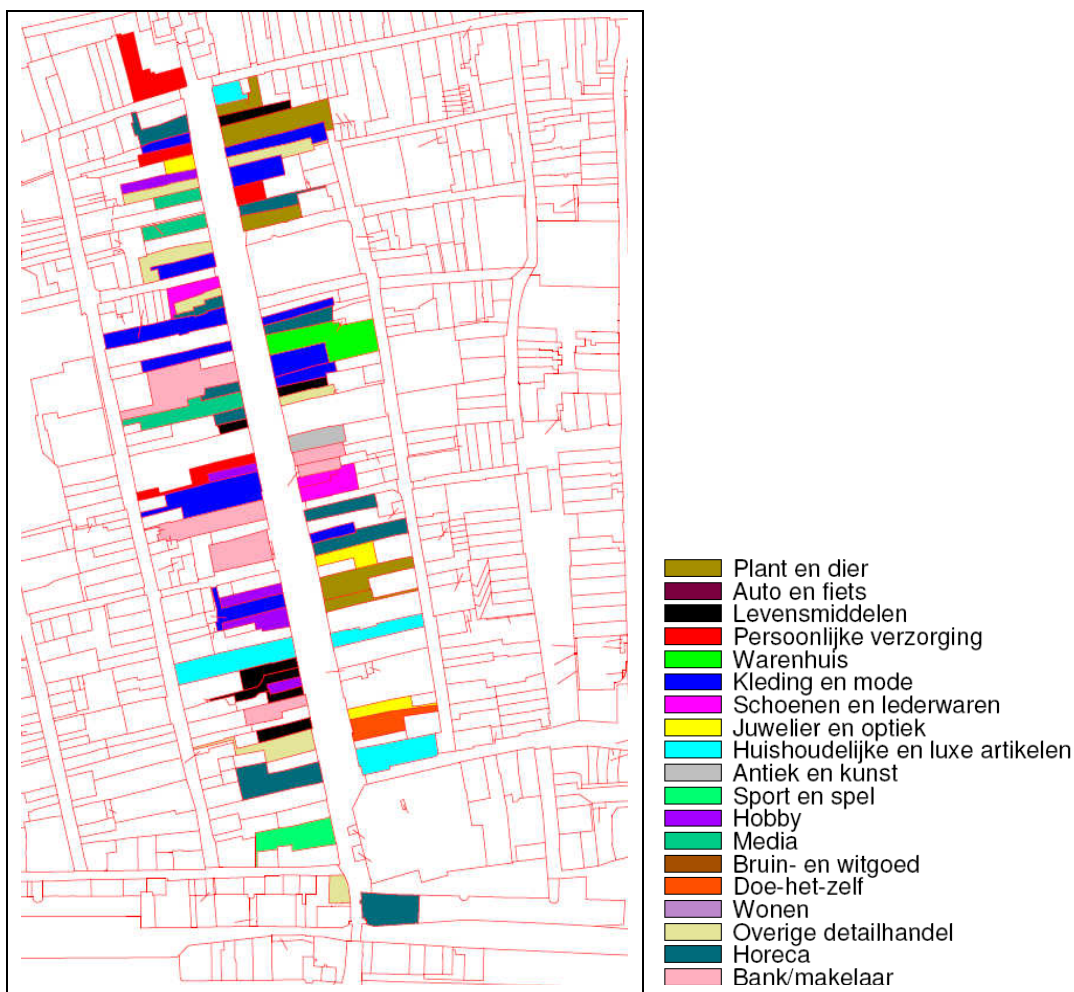 Plant en dier
Auto en fiets
Levensmiddelen
Persoonlijke verzorging
Warenhuis
Kleding en mode
Schoenen en lederwaren
Juwelier en optiek
Huishoudelijke en luxe artikelen
Antiek en kunst
Sport en spel
Hobby
Media
Bruin- en witgoed
Doe-het-zelf
Wonen
Overige detailhandel
Horeca
Bank/makelaar